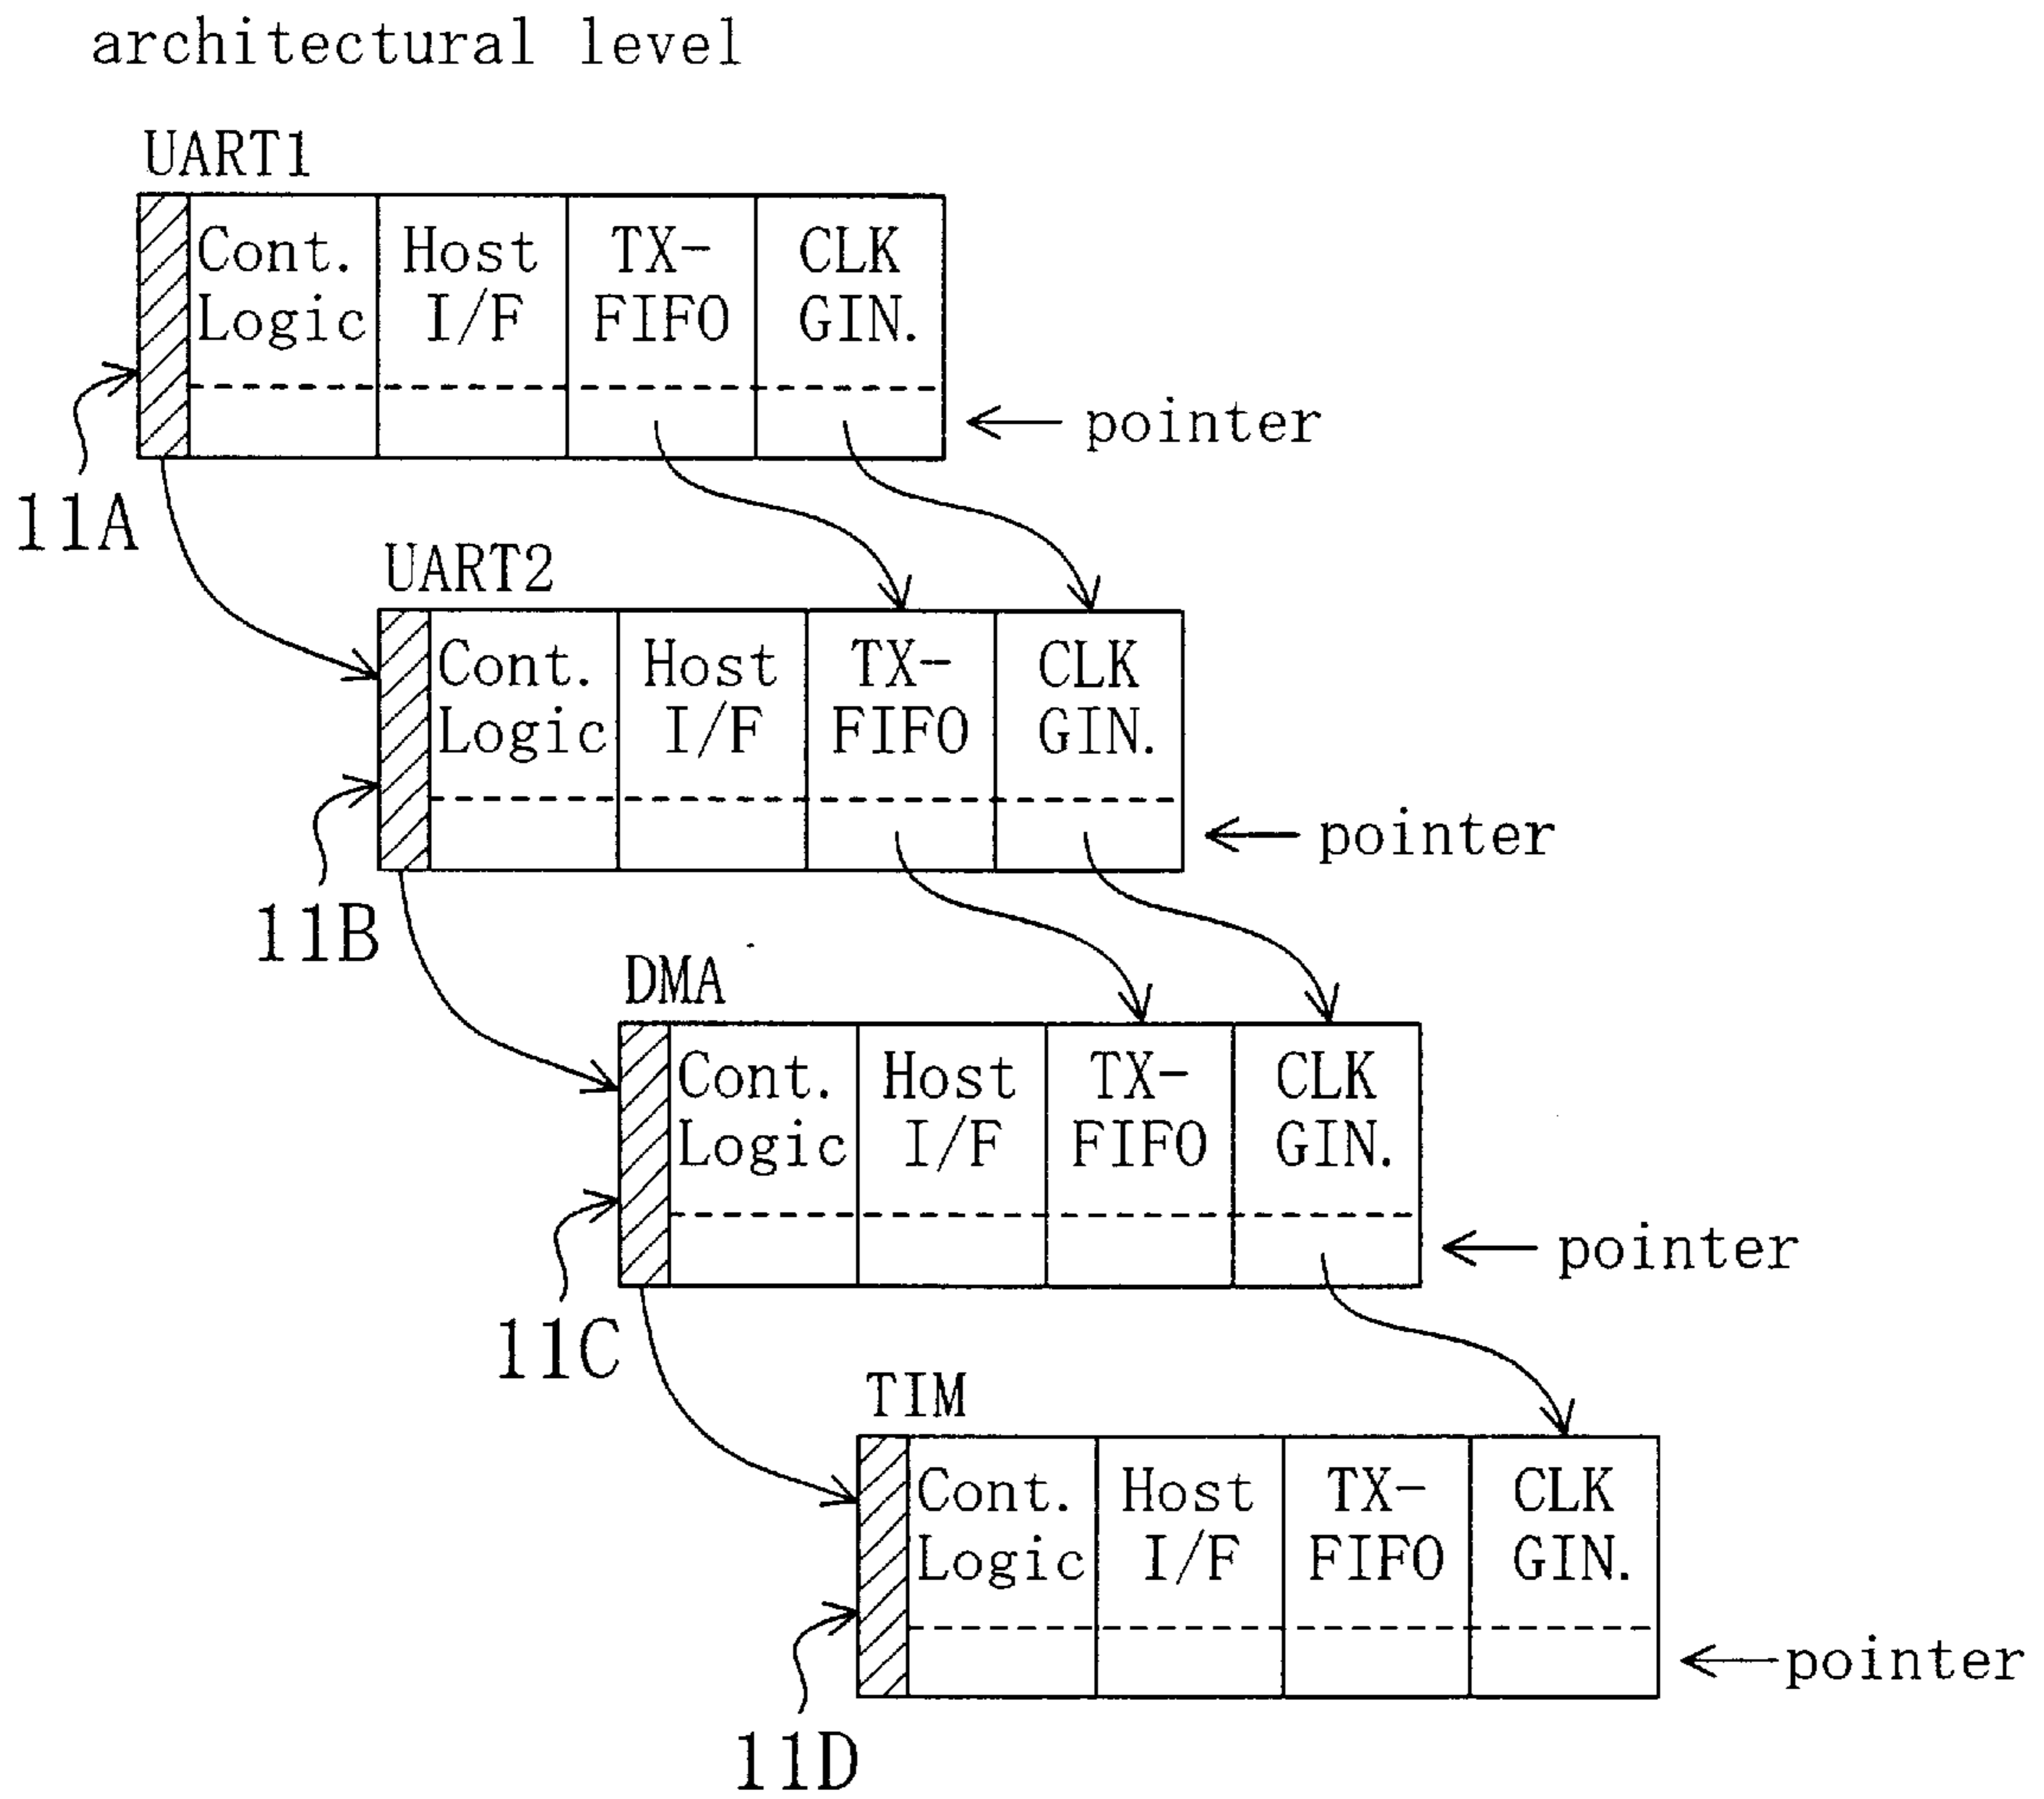 architectural level
UART1
Cont. Host TX- CLK
Logic I/F FIFO GIN.
pointer
11A
UART2
Cont. Host TX- CLK
Logic I/F FIFO GIN.
pointer
11B
DMA
Cont. Host TX- CLK
Logic I/F FIFO GIN.
pointer
11C
TIM
Cont. Host TX- CLK
Logic I/F FIFO GIN.
pointer
11D